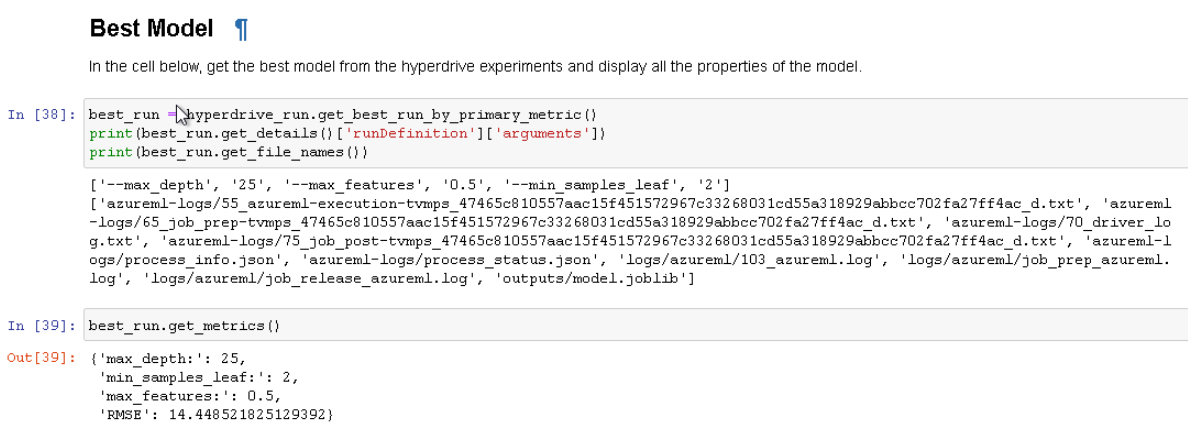 Best Model ¶
In the cell below, get the best model from the hyperdrive experiments and display all the properties of the model.
In [38]: best_run = hyperdrive_run.get_best_run_by_primary_metric()
print(best_run.get_details()['runDefinition']['arguments'])
print(best_run.get_file_names())
['--max_depth', '25', '--max_features', '0.5', '--min_samples_leaf', '2']
['azureml-logs/55_azureml-execution-tvmps_47465c810557aac15f451572967c33268031cd55a318929abbcc702fa27ff4ac_d.txt', 'azureml
-logs/65_job_prep-tvmps_47465c810557aac15f451572967c33268031cd55a318929abbcc702fa27ff4ac_d.txt', 'azureml-logs/70_driver_lo
g.txt', 'azureml-logs/75_job_post-tvmps_47465c810557aac15f451572967c33268031cd55a318929abbcc702fa27ff4ac_d.txt', 'azureml-l
ogs/process_info.json', 'azureml-logs/process_status.json', 'logs/azureml/103_azureml.log', 'logs/azureml/job_prep_azureml.
log', 'logs/azureml/job_release_azureml.log', 'outputs/model.joblib']
In [39]: best_run.get_metrics()
Out[39]: {'max_depth:': 25,
'min_samples_leaf:': 2,
'max_features:': 0.5,
'RMSE': 14.448521825129392}